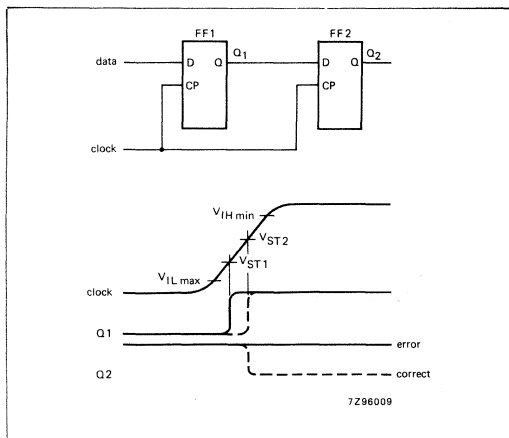 FF1 FF2
data D Q Q1 D Q Q2
CP CP
clock
VIH min
VST2
VST1
VIL max
clock
Q1
error
Q2
correct
7Z96009